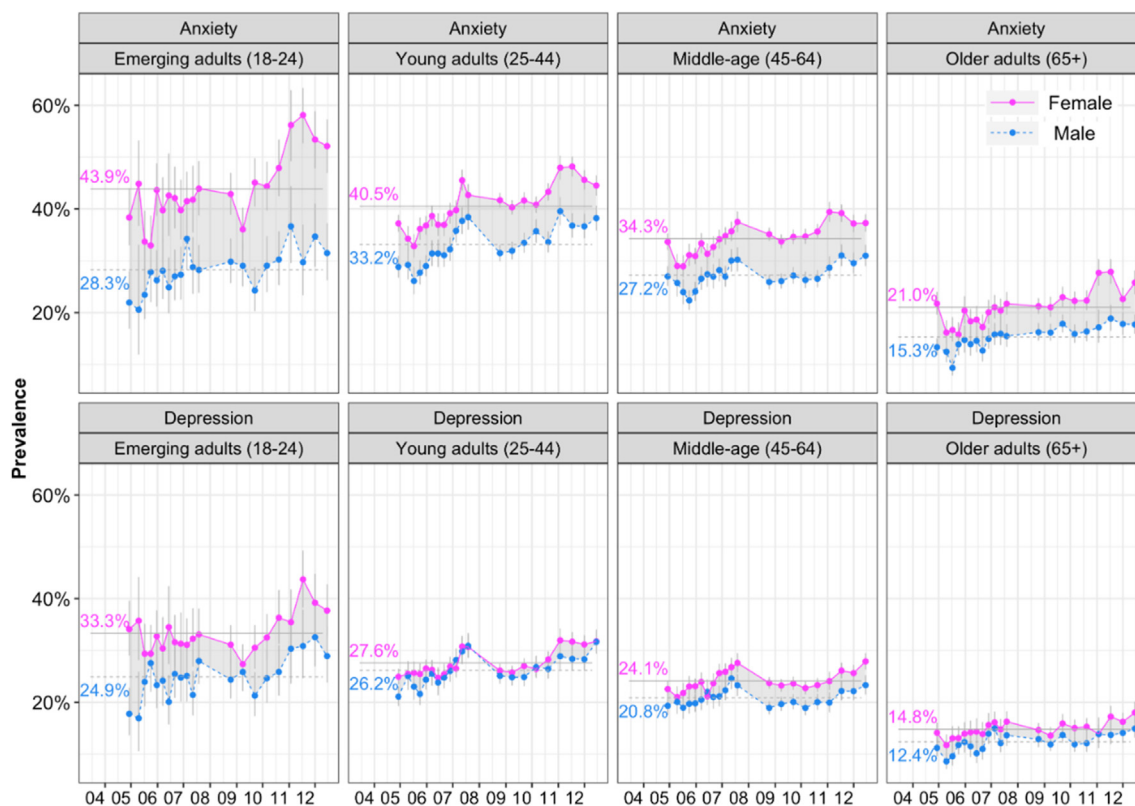 Anxiety Anxiety Anxiety Anxiety
Emerging adults (18-24) Young adults (25-44) Middle-age (45-64) Older adults (65+)
60%
40%
20%
43.9%
28.3%
40.5%
33.2%
34.3%
27.2%
Female
Male
21.0%
15.3%
Prevalence
Depression Depression Depression Depression
Emerging adults (18-24) Young adults (25-44) Middle-age (45-64) Older adults (65+)
60%
40%
20%
33.3%
24.9%
27.6%
26.2%
24.1%
20.8%
14.8%
12.4%
04 05 06 07 08 09 10 11 12 04 05 06 07 08 09 10 11 12 04 05 06 07 08 09 10 11 12 04 05 06 07 08 09 10 11 12